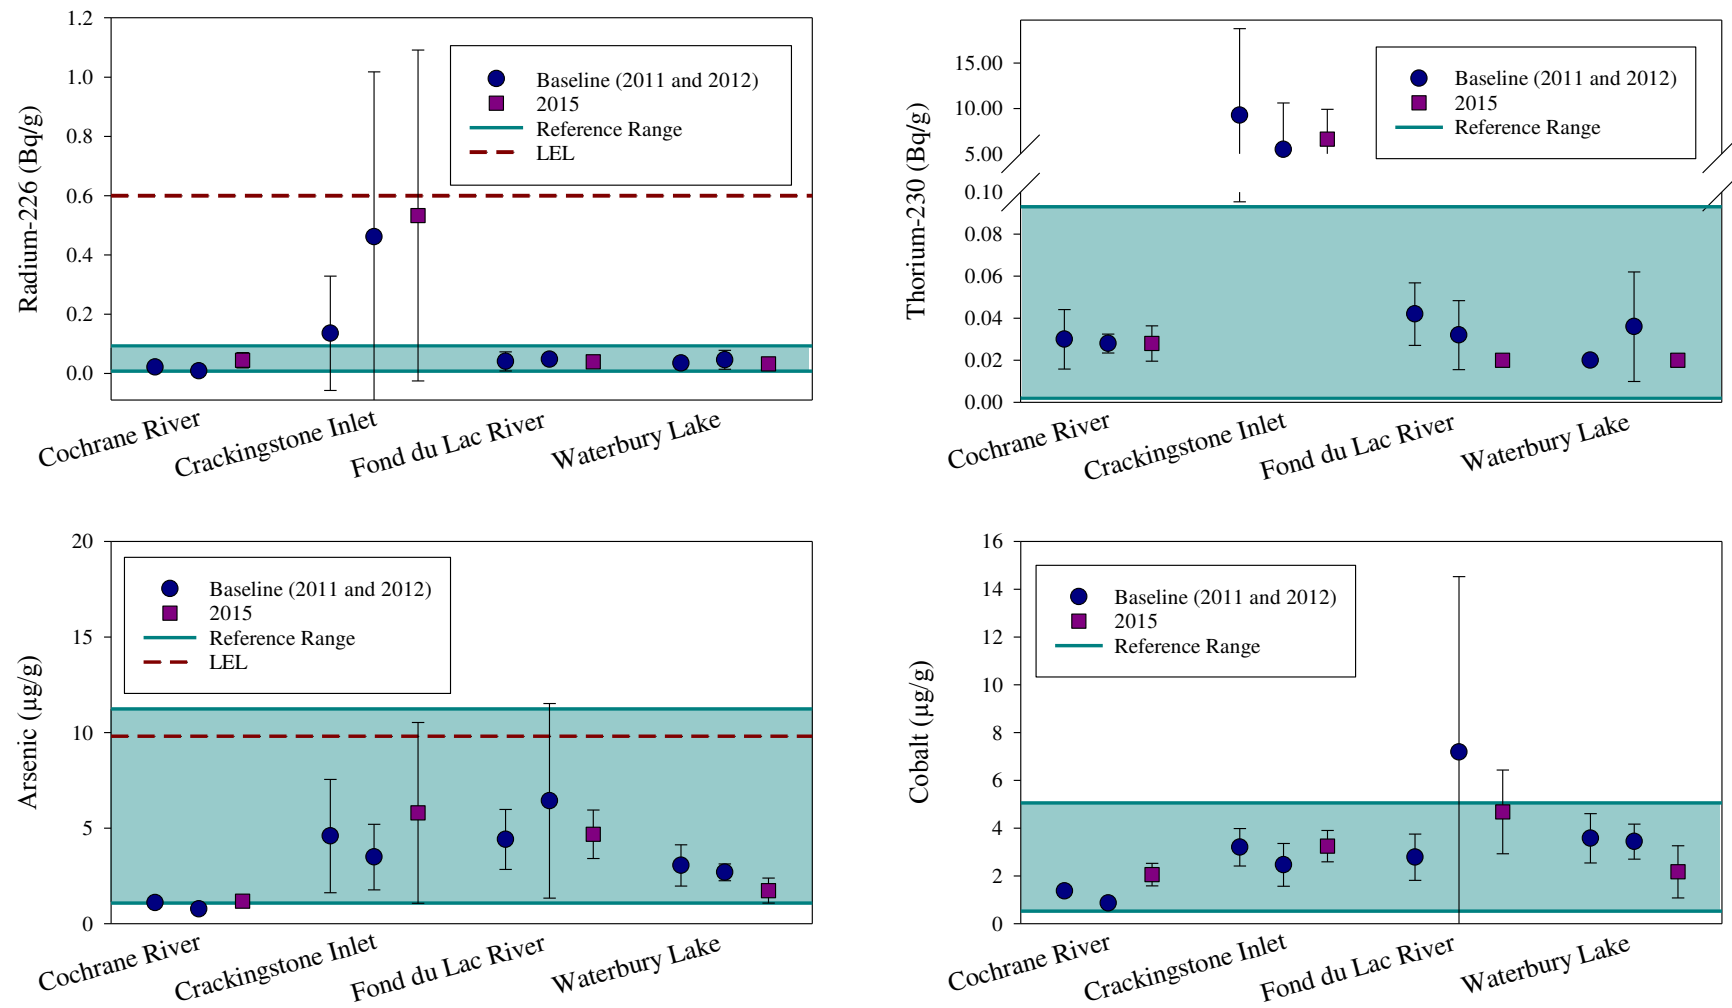 Radium-226 (Bq/g)
1.2
1.0
0.8
0.6
0.4
0.2
0.0
Baseline (2011 and 2012)
2015
Reference Range
LEL
Cochrane River
Crackingstone Inlet
Fond du Lac River
Waterbury Lake
Thorium-230 (Bq/g)
15.00
10.00
5.00
0.10
0.08
0.06
0.04
0.02
0.00
Baseline (2011 and 2012)
2015
Reference Range
Cochrane River
Crackingstone Inlet
Fond du Lac River
Waterbury Lake
Arsenic (µg/g)
20
15
10
5
0
Baseline (2011 and 2012)
2015
Reference Range
LEL
Cochrane River
Crackingstone Inlet
Fond du Lac River
Waterbury Lake
Cobalt (µg/g)
16
14
12
10
8
6
4
2
0
Baseline (2011 and 2012)
2015
Reference Range
Cochrane River
Crackingstone Inlet
Fond du Lac River
Waterbury Lake